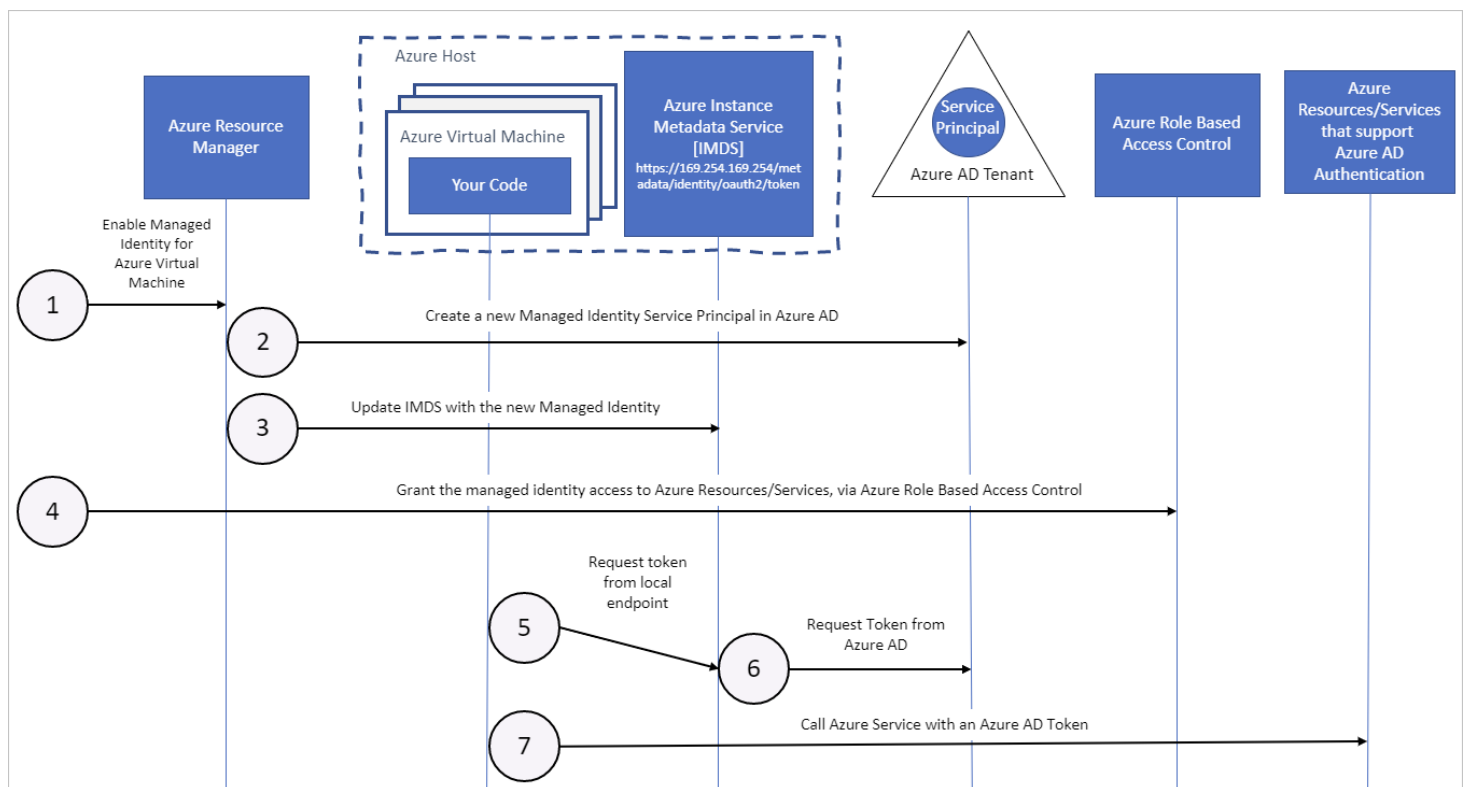 Azure Host
Azure Resource
Manager
Azure Virtual Machine
Your Code
Azure Instance
Metadata Service
[IMDS]
https://169.254.169.254/met
adata/identity/oauth2/token
Service
Principal
Azure AD Tenant
Azure Role Based
Access Control
Azure
Resources/Services
that support
Azure AD
Authentication
Enable Managed
Identity for
Azure Virtual
Machine
1
2
Create a new Managed Identity Service Principal in Azure AD
3
Update IMDS with the new Managed Identity
4
Grant the managed identity access to Azure Resources/Services, via Azure Role Based Access Control
5
Request token
from local
endpoint
6
Request Token from
Azure AD
7
Call Azure Service with an Azure AD Token